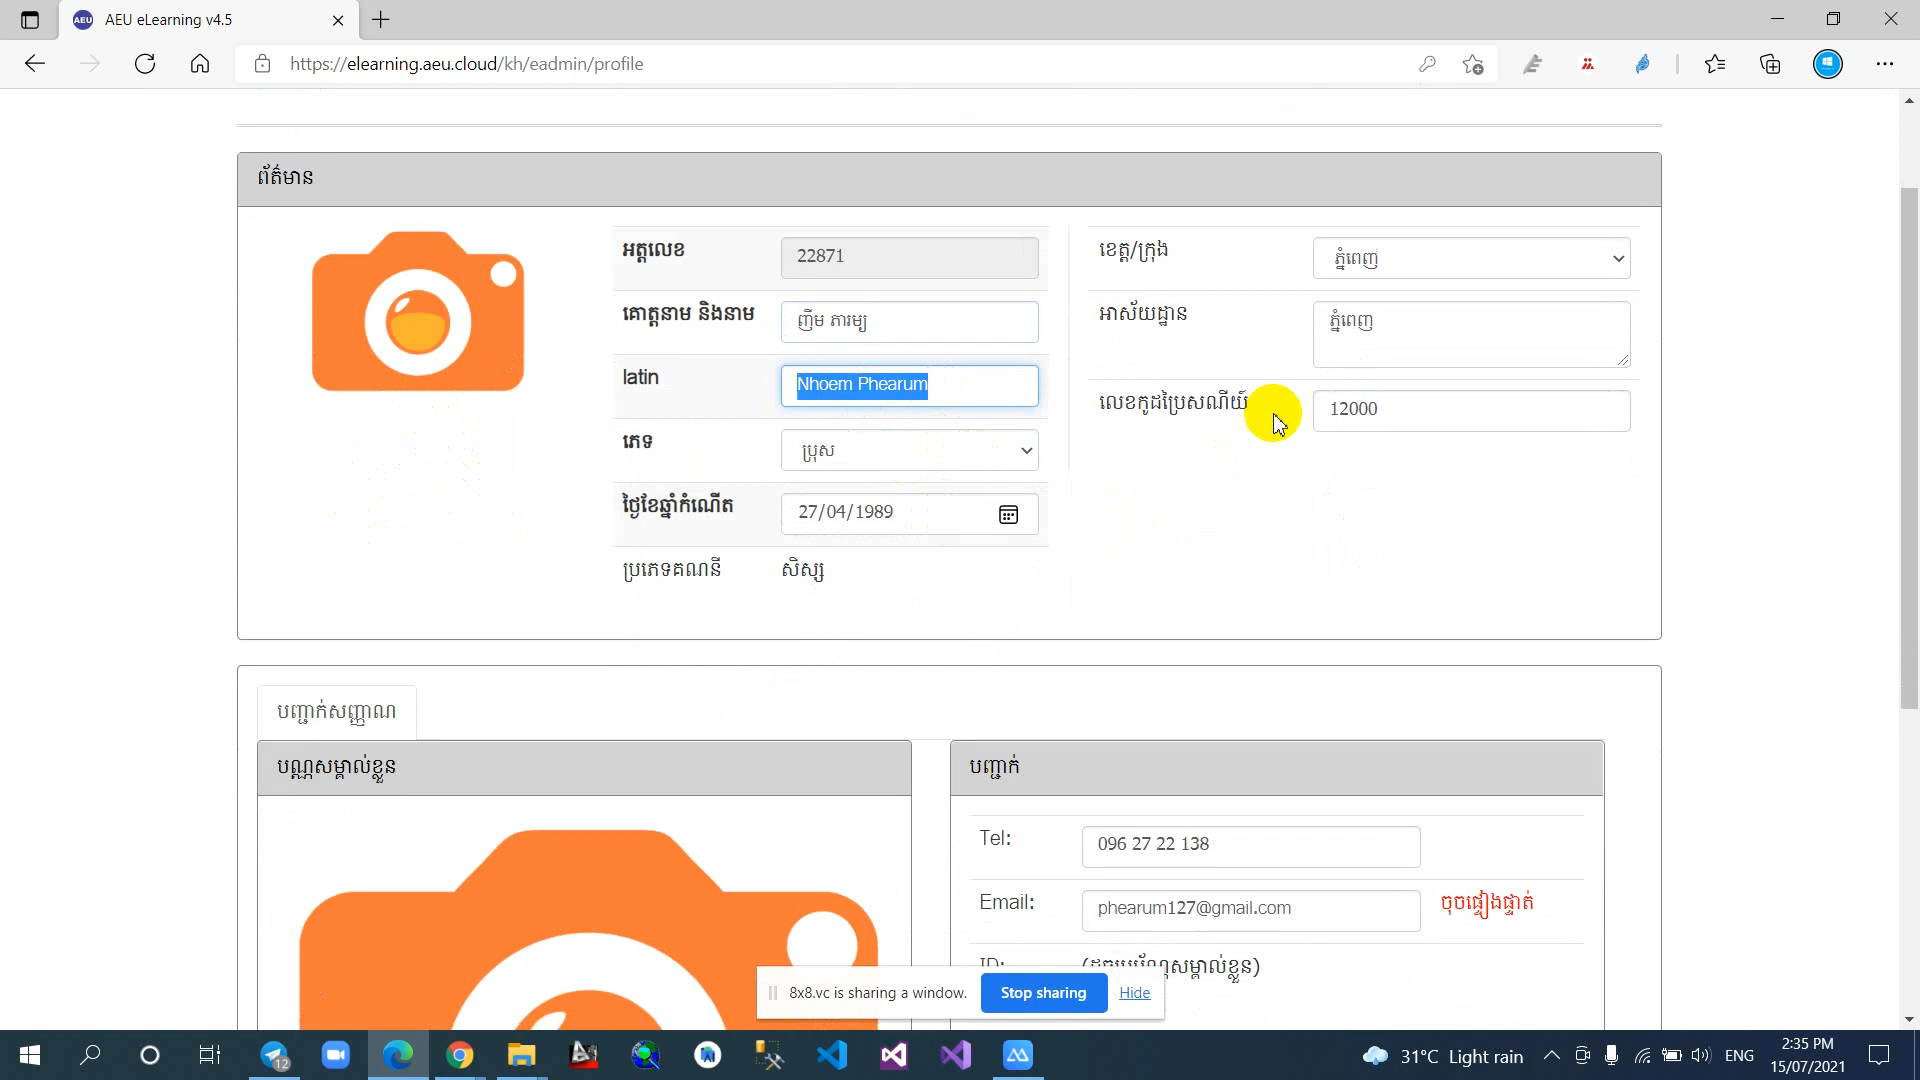 AEU eLearning v4.5
https://elearning.aeu.cloud/kh/eadmin/profile
ព័ត៌មាន
អត្តលេខ 22871
គោត្តនាម និងនាម ញឹម ភារម្យ
latin Nhoem Phearum
ភេទ ប្រុស
ថ្ងៃខែឆ្នាំកំណើត 27/04/1989
ប្រភេទគណនី សិស្ស
ខេត្ត/ក្រុង ភ្នំពេញ
អាស័យដ្ឋាន ភ្នំពេញ
លេខកូដប្រៃសណីយ៍ 12000
បញ្ជាក់សញ្ញាណ
បណ្ណសម្គាល់ខ្លួន
បញ្ជាក់
Tel: 096 27 22 138
Email: phearum127@gmail.com ចុចផ្ទៀងផ្ទាត់
ID:
8x8.vc is sharing a window. Stop sharing Hide
12
31°C Light rain
ENG
2:35 PM
15/07/2021